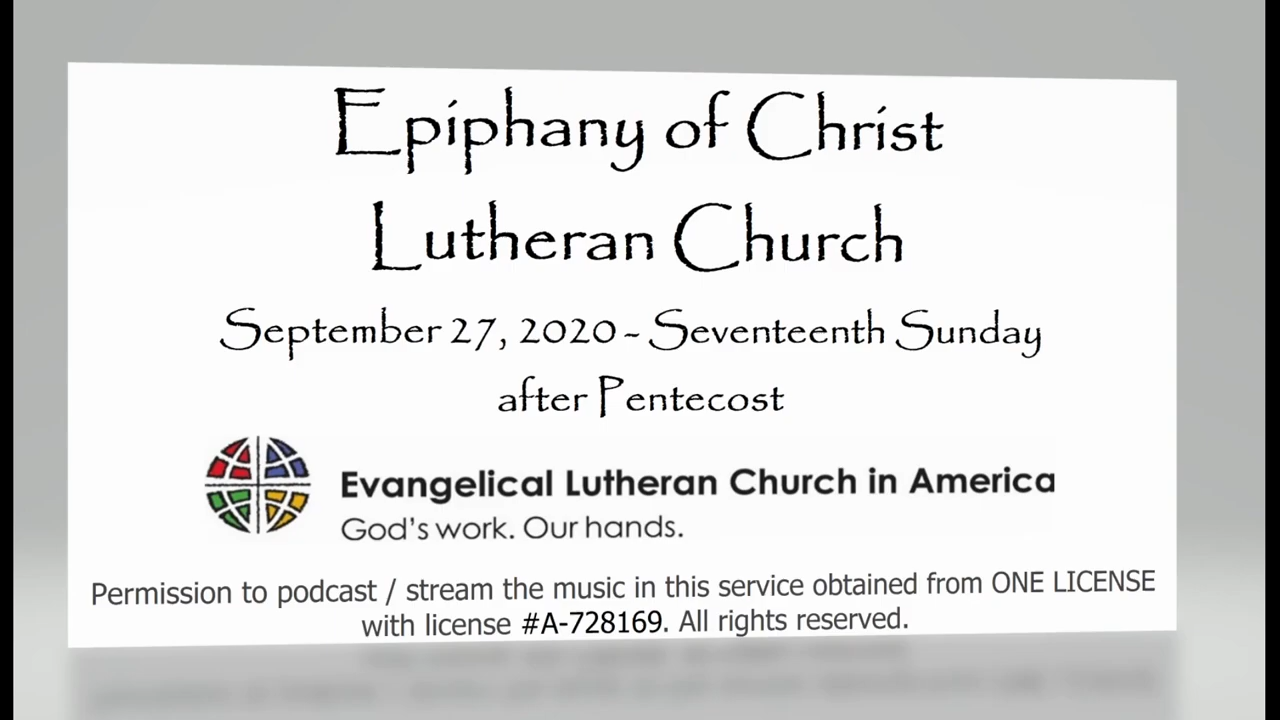 Epiphany of Christ
Lutheran Church
September 27, 2020 - Seventeenth Sunday
after Pentecost
Evangelical Lutheran Church in America
God's work. Our hands.
Permission to podcast / stream the music in this service obtained from ONE LICENSE
with license #A-728169. All rights reserved.